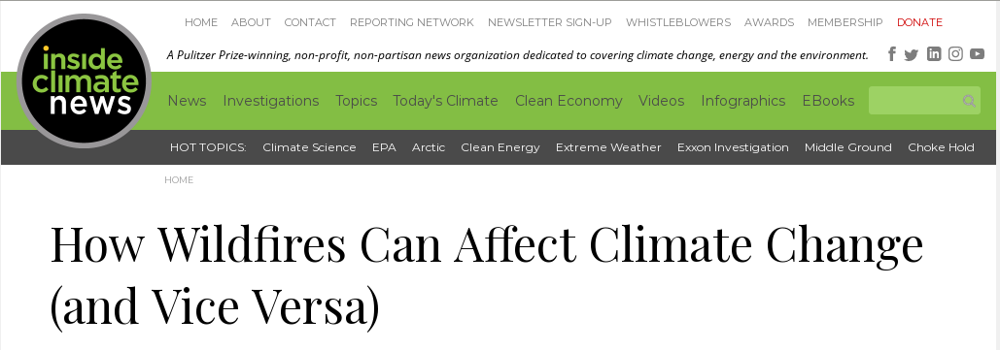 HOME ABOUT CONTACT REPORTING NETWORK NEWSLETTER SIGN-UP WHISTLEBLOWERS AWARDS MEMBERSHIP DONATE
A Pulitzer Prize-winning, non-profit, non-partisan news organization dedicated to covering climate change, energy and the environment.
inside
climate
news
News Investigations Topics Today's Climate Clean Economy Videos Infographics EBooks
HOT TOPICS: Climate Science EPA Arctic Clean Energy Extreme Weather Exxon Investigation Middle Ground Choke Hold
HOME
How Wildfires Can Affect Climate Change
(and Vice Versa)